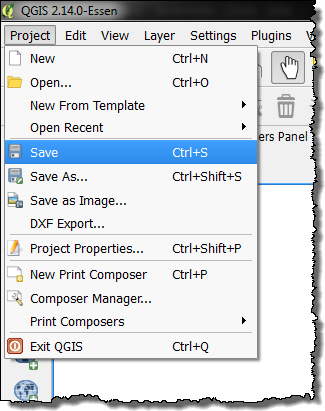 QGIS 2.14.0-Essen
Project Edit View Layer Settings Plugins
New Ctrl+N
Open... Ctrl+O
New From Template
Open Recent
ers Panel
Save Ctrl+S
Save As... Ctrl+Shift+S
Save as Image...
DXF Export...
Project Properties... Ctrl+Shift+P
New Print Composer Ctrl+P
Composer Manager...
Print Composers
Exit QGIS Ctrl+Q